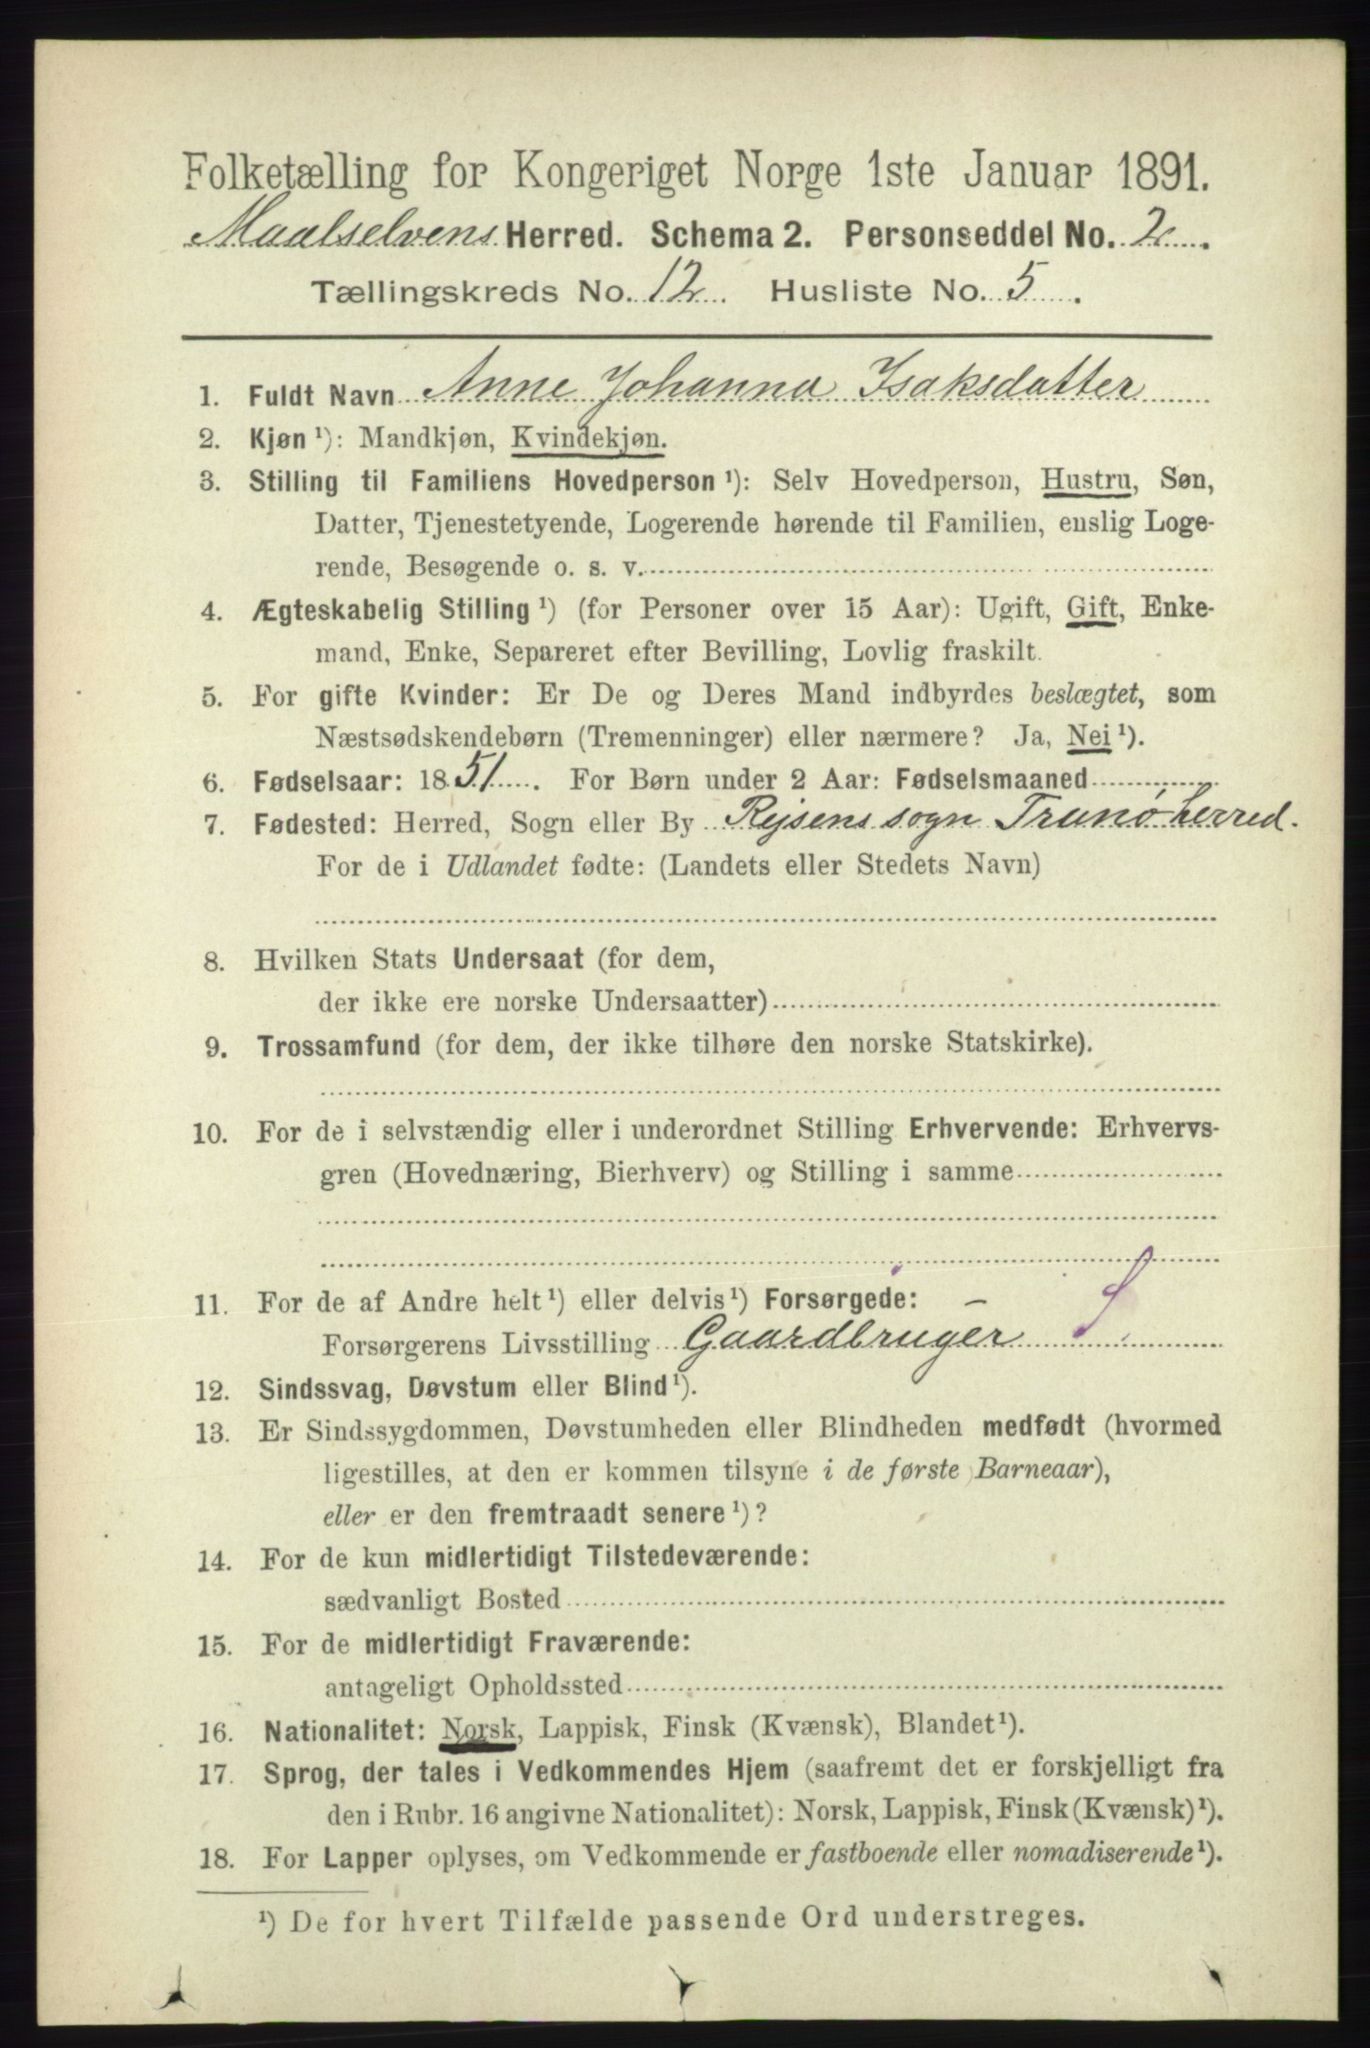 Folketælling for Kongeriget Norge 1ste Januar 1891.
Maalselvens Herred. Schema 2. Personseddel No. 2.
Tællingskreds No. 12. Husliste No. 5.
1. Fuldt Navn Anne Johanna Isaksdatter
2. Kjøn ¹): Mandkjøn, Kvindekjøn.
3. Stilling til Familiens Hovedperson ¹): Selv Hovedperson, Hustru, Søn,
Datter, Tjenestetyende, Logerende hørende til Familien, enslig Loge-
rende, Besøgende o. s. v.
4. Ægteskabelig Stilling ¹) (for Personer over 15 Aar): Ugift, Gift, Enke-
mand, Enke, Separeret efter Bevilling, Lovlig fraskilt.
5. For gifte Kvinder: Er De og Deres Mand indbyrdes beslægtet, som
Næstsødskendebørn (Tremenninger) eller nærmere? Ja, Nei ¹).
6. Fødselsaar: 1851. For Børn under 2 Aar: Fødselsmaaned
7. Fødested: Herred, Sogn eller By Rejsens sogn Tranøherred.
For de i Udlandet fødte: (Landets eller Stedets Navn)
8. Hvilken Stats Undersaat (for dem,
der ikke ere norske Undersaatter)
9. Trossamfund (for dem, der ikke tilhøre den norske Statskirke).
10. For de i selvstændig eller i underordnet Stilling Erhvervende: Erhvervs-
gren (Hovednæring, Bierhverv) og Stilling i samme
11. For de af Andre helt ¹) eller delvis ¹) Forsørgede: –
Forsørgerens Livsstilling Gaardbruger
12. Sindssvag, Døvstum eller Blind ¹).
13. Er Sindssygdommen, Døvstumheden eller Blindheden medfødt (hvormed
ligestilles, at den er kommen tilsyne i de første Barneaar),
eller er den fremtraadt senere ¹)?
14. For de kun midlertidigt Tilstedeværende:
sædvanligt Bosted
15. For de midlertidigt Fraværende:
antageligt Opholdssted
16. Nationalitet: Norsk, Lappisk, Finsk (Kvænsk), Blandet ¹).
17. Sprog, der tales i Vedkommendes Hjem (saafremt det er forskjelligt fra
den i Rubr. 16 angivne Nationalitet): Norsk, Lappisk, Finsk (Kvænsk) ¹).
18. For Lapper oplyses, om Vedkommende er fastboende eller nomadiserende ¹).
¹) De for hvert Tilfælde passende Ord understreges.